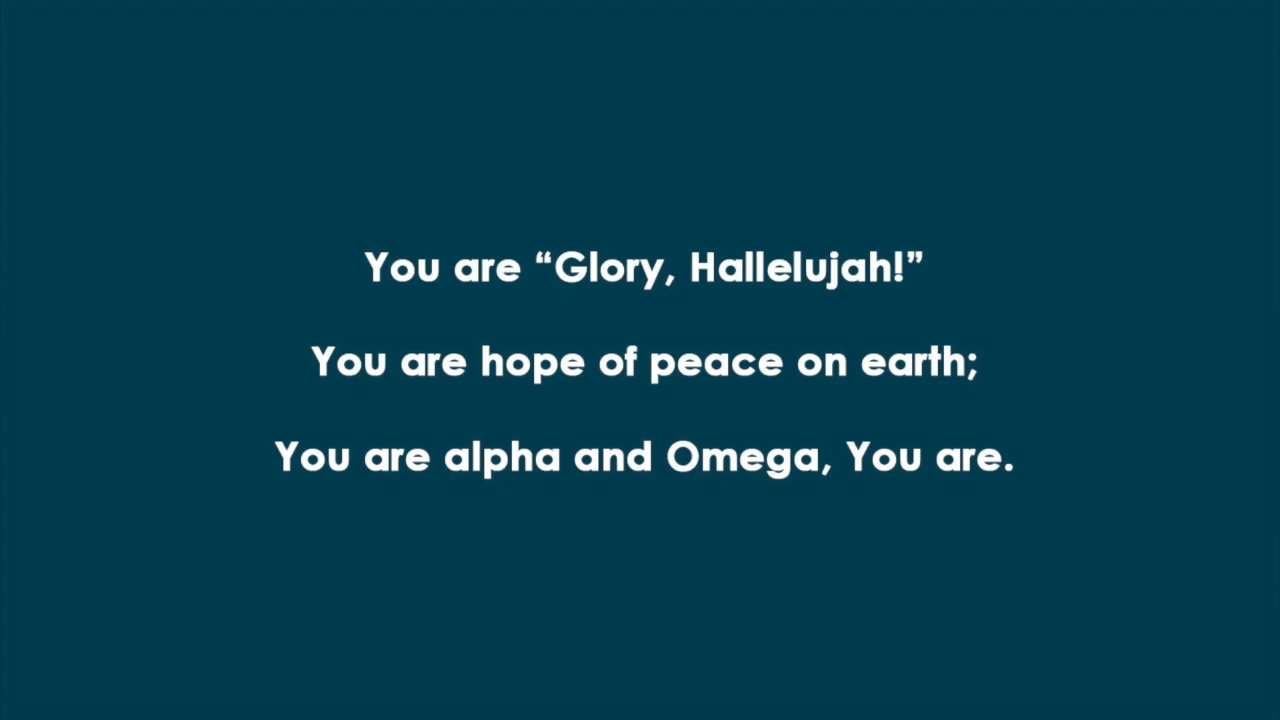 You are “Glory, Hallelujah!”
You are hope of peace on earth;
You are alpha and Omega, You are.